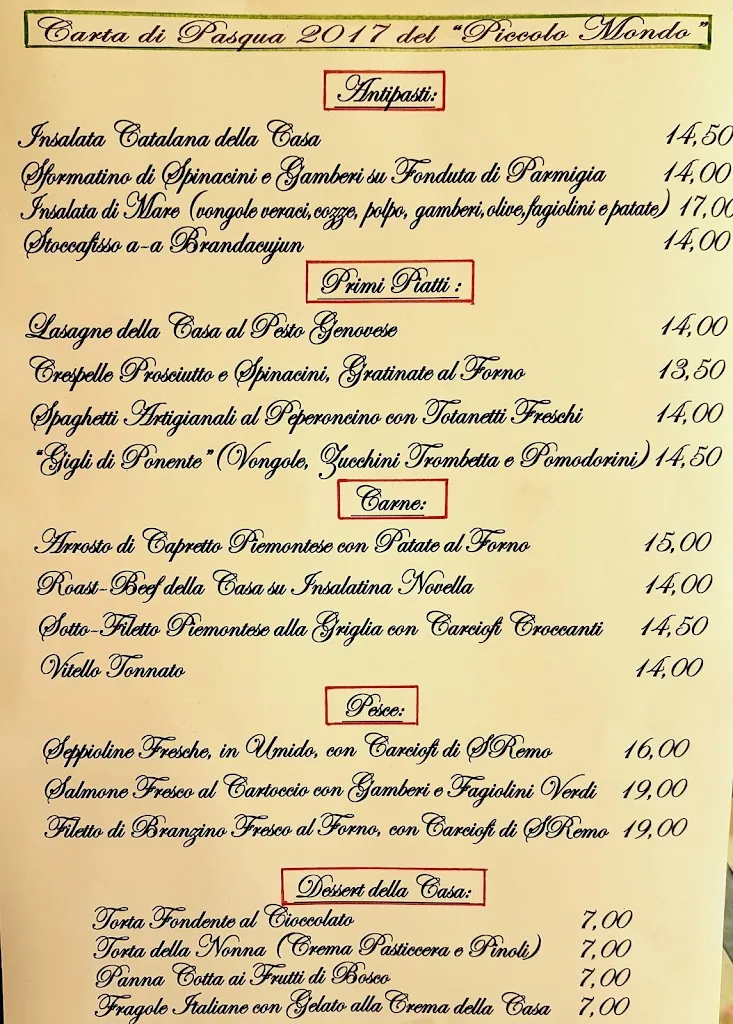 Carta di Pasqua 2017 del "Piccolo Mondo"
Antipasti:
Insalata Catalana della Casa 14,50
Sformatino di Spinacini e Gamberi su Fonduta di Parmigia 14,00
Insalata di Mare (vongole veraci,cozze, polpo, gamberi,olive,fagiolini e patate) 17,00
Stoccafisso a-a Brandacujun 14,00
Primi Piatti :
Lasagne della Casa al Pesto Genovese 14,00
Crespelle Prosciutto e Spinacini, Gratinate al Forno 13,50
Spaghetti Artigianali al Peperoncino con Totanetti Freschi 14,00
"Gigli di Ponente" (Vongole, Zucchini Trombetta e Pomodorini) 14,50
Carne:
Arrosto di Capretto Piemontese con Patate al Forno 15,00
Roast-Beef della Casa su Insalatina Novella 14,00
Sotto-Filetto Piemontese alla Griglia con Carciofi Croccanti 14,50
Vitello Tonnato 14,00
Pesce:
Seppioline Fresche, in Umido, con Carciofi di SRemo 16,00
Salmone Fresco al Cartoccio con Gamberi e Fagiolini Verdi 19,00
Filetto di Branzino Fresco al Forno, con Carciofi di SRemo 19,00
Dessert della Casa:
Torta Fondente al Cioccolato 7,00
Torta della Nonna (Crema Pasticcera e Pinoli) 7,00
Panna Cotta ai Frutti di Bosco 7,00
Fragole Italiane con Gelato alla Crema della Casa 7,00